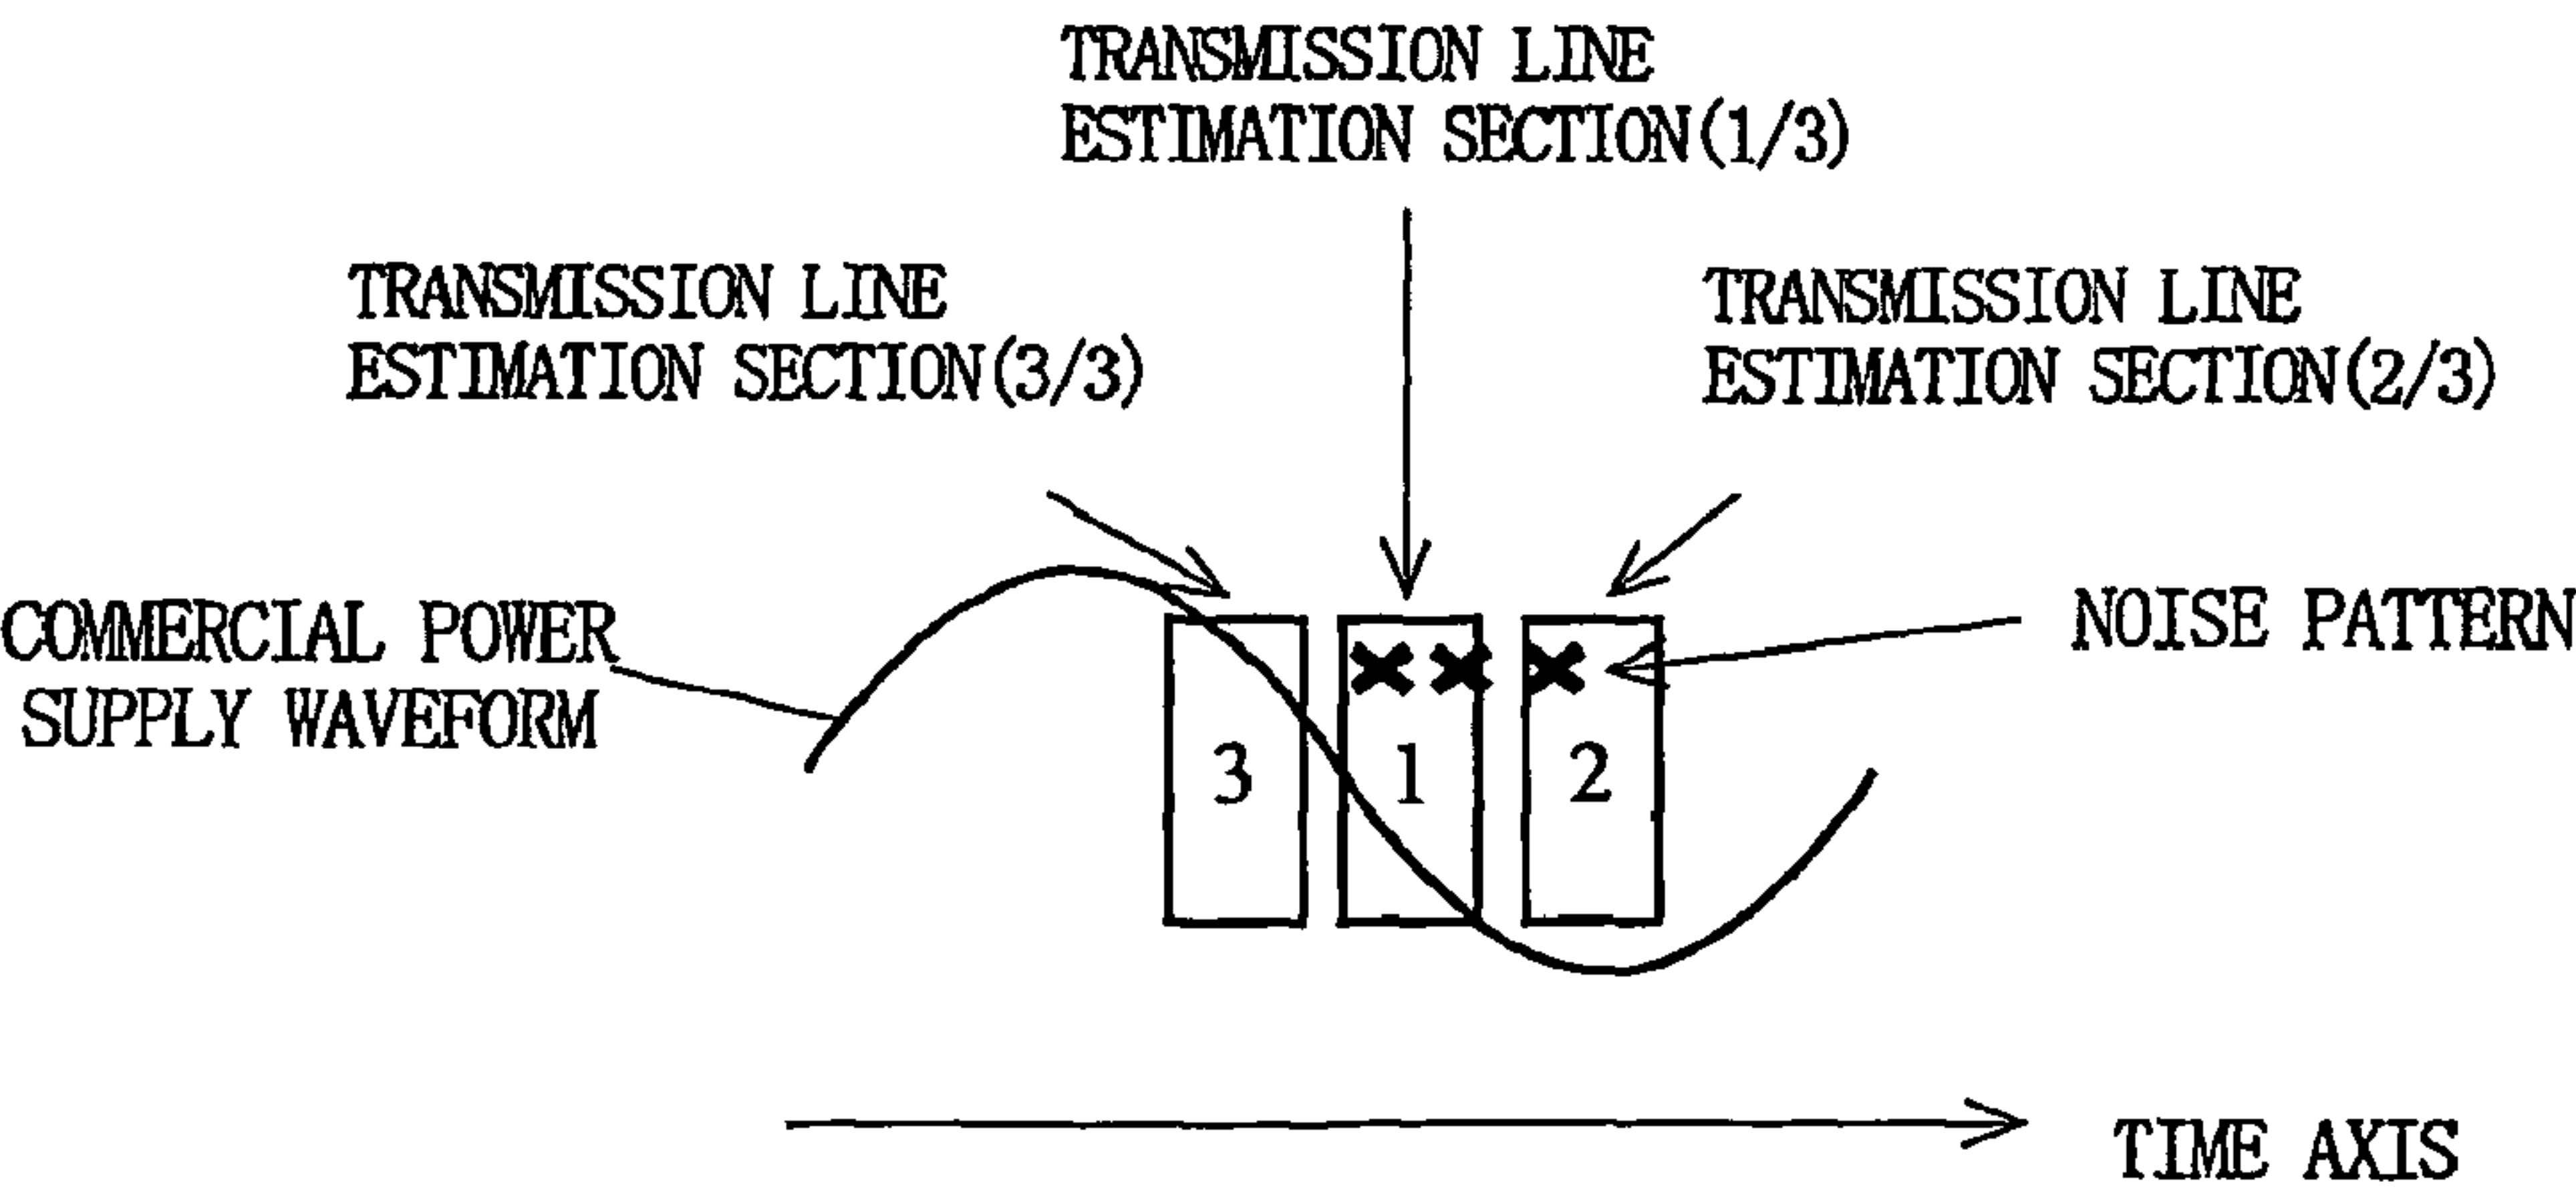 TRANSMISSION LINE
ESTIMATION SECTION(1/3)
TRANSMISSION LINE
ESTIMATION SECTION(3/3)
TRANSMISSION LINE
ESTIMATION SECTION(2/3)
COMMERCIAL POWER
SUPPLY WAVEFORM
NOISE PATTERN
3
1
2
TIME AXIS